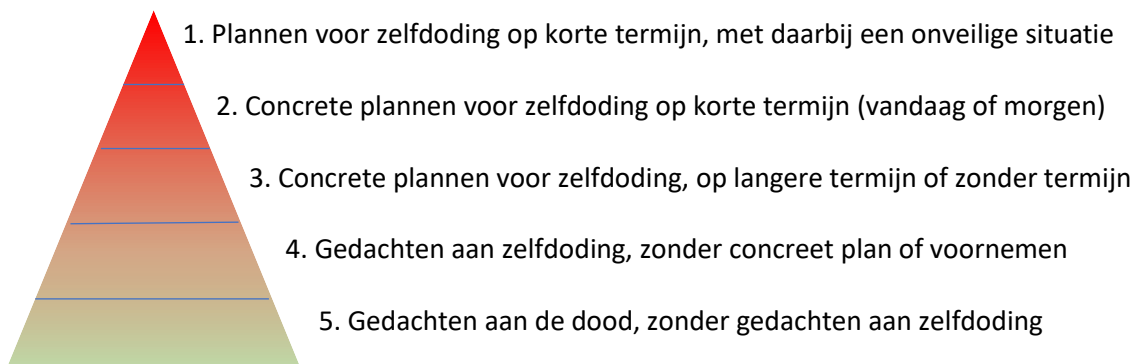 1. Plannen voor zelfdoding op korte termijn, met daarbij een onveilige situatie
2. Concrete plannen voor zelfdoding op korte termijn (vandaag of morgen)
3. Concrete plannen voor zelfdoding, op langere termijn of zonder termijn
4. Gedachten aan zelfdoding, zonder concreet plan of voornemen
5. Gedachten aan de dood, zonder gedachten aan zelfdoding